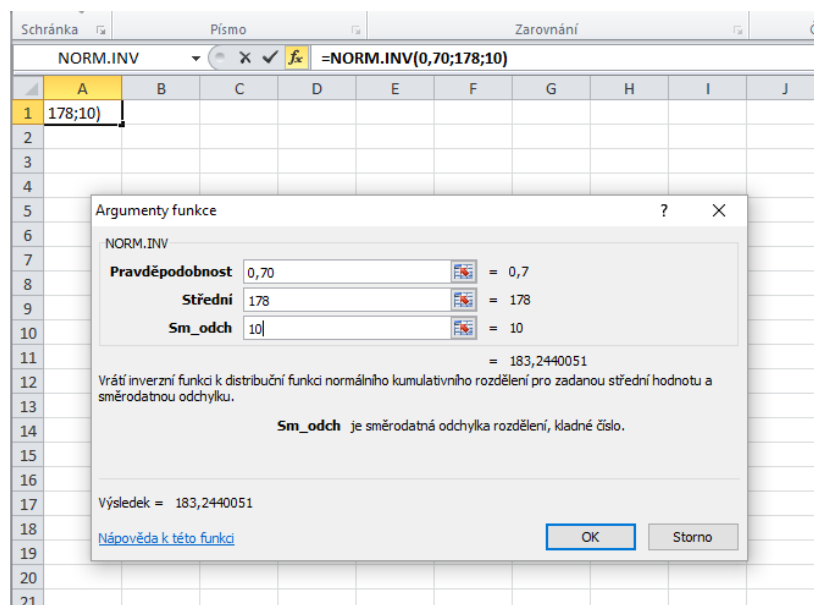 Schránka Písmo Zarovnání
NORM.INV fx =NORM.INV(0,70;178;10)
A B C D E F G H I J
1 178;10)
2
3
4
5
6
7
8
9
10
11
12
13
14
15
16
17
18
19
20
21
Argumenty funkce ?
NORM.INV
Pravděpodobnost 0,70 = 0,7
Střední 178 = 178
Sm_odch 10 = 10
= 183,2440051
Vrátí inverzní funkci k distribuční funkci normálního kumulativního rozdělení pro zadanou střední hodnotu a
směrodatnou odchylku.
Sm_odch je směrodatná odchylka rozdělení, kladné číslo.
Výsledek = 183,2440051
Nápověda k této funkci OK Storno